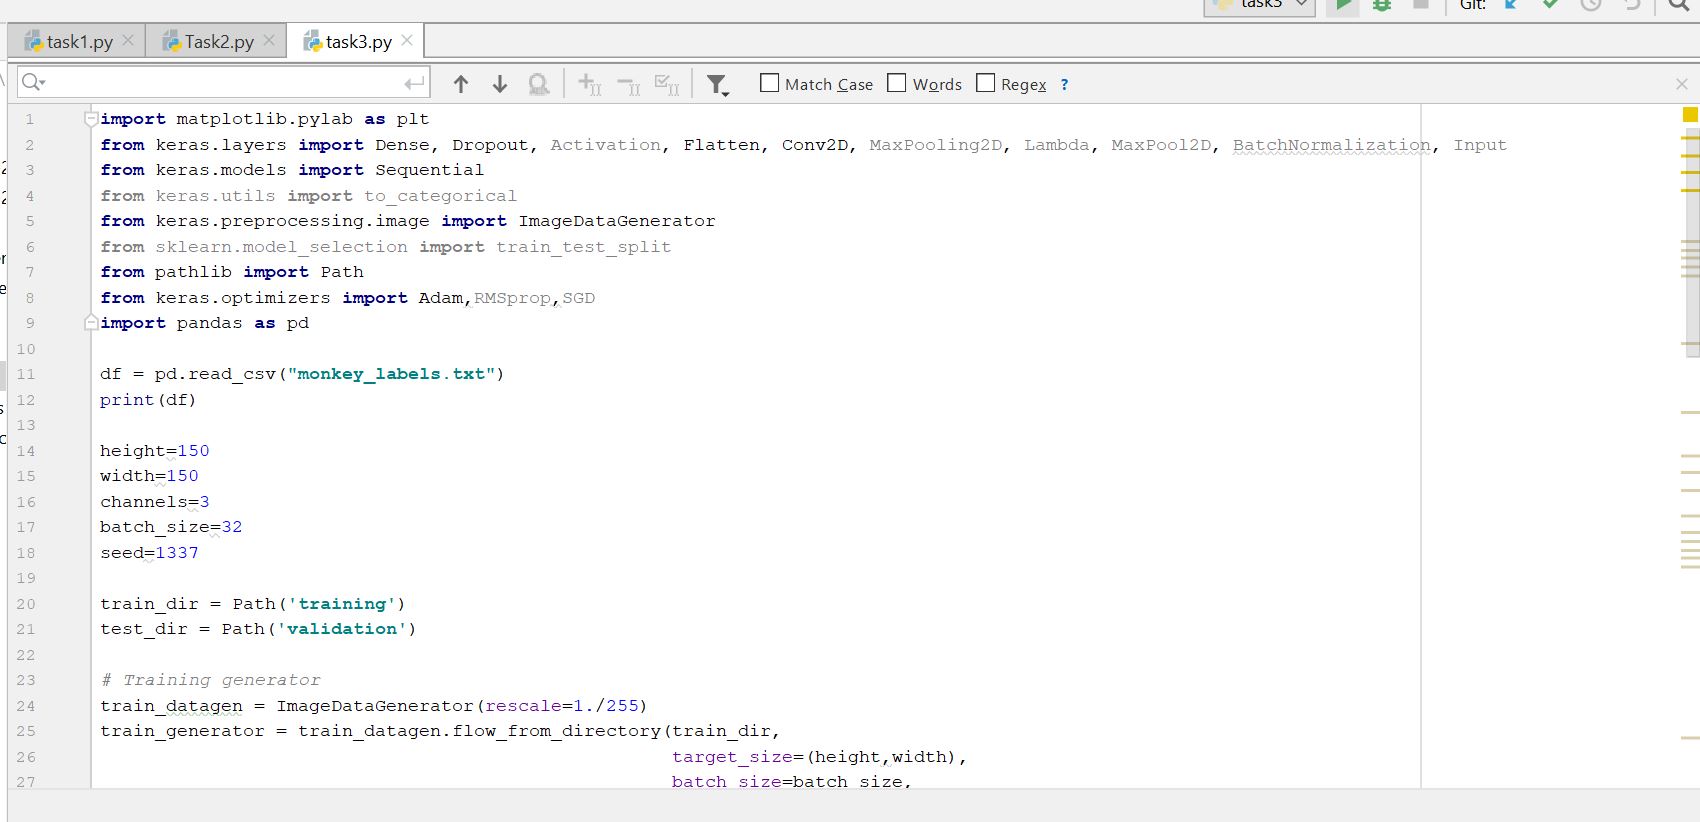 task3
Git:
task1.py
Task2.py
task3.py
Match Case
Words
Regex
?
1 import matplotlib.pylab as plt
2 from keras.layers import Dense, Dropout, Activation, Flatten, Conv2D, MaxPooling2D, Lambda, MaxPool2D, BatchNormalization, Input
3 from keras.models import Sequential
4 from keras.utils import to_categorical
5 from keras.preprocessing.image import ImageDataGenerator
6 from sklearn.model_selection import train_test_split
7 from pathlib import Path
8 from keras.optimizers import Adam,RMSprop,SGD
9 import pandas as pd
10
11 df = pd.read_csv("monkey_labels.txt")
12 print(df)
13
14 height=150
15 width=150
16 channels=3
17 batch_size=32
18 seed=1337
19
20 train_dir = Path('training')
21 test_dir = Path('validation')
22
23 # Training generator
24 train_datagen = ImageDataGenerator(rescale=1./255)
25 train_generator = train_datagen.flow_from_directory(train_dir,
26 target_size=(height,width),
27 batch_size=batch_size,